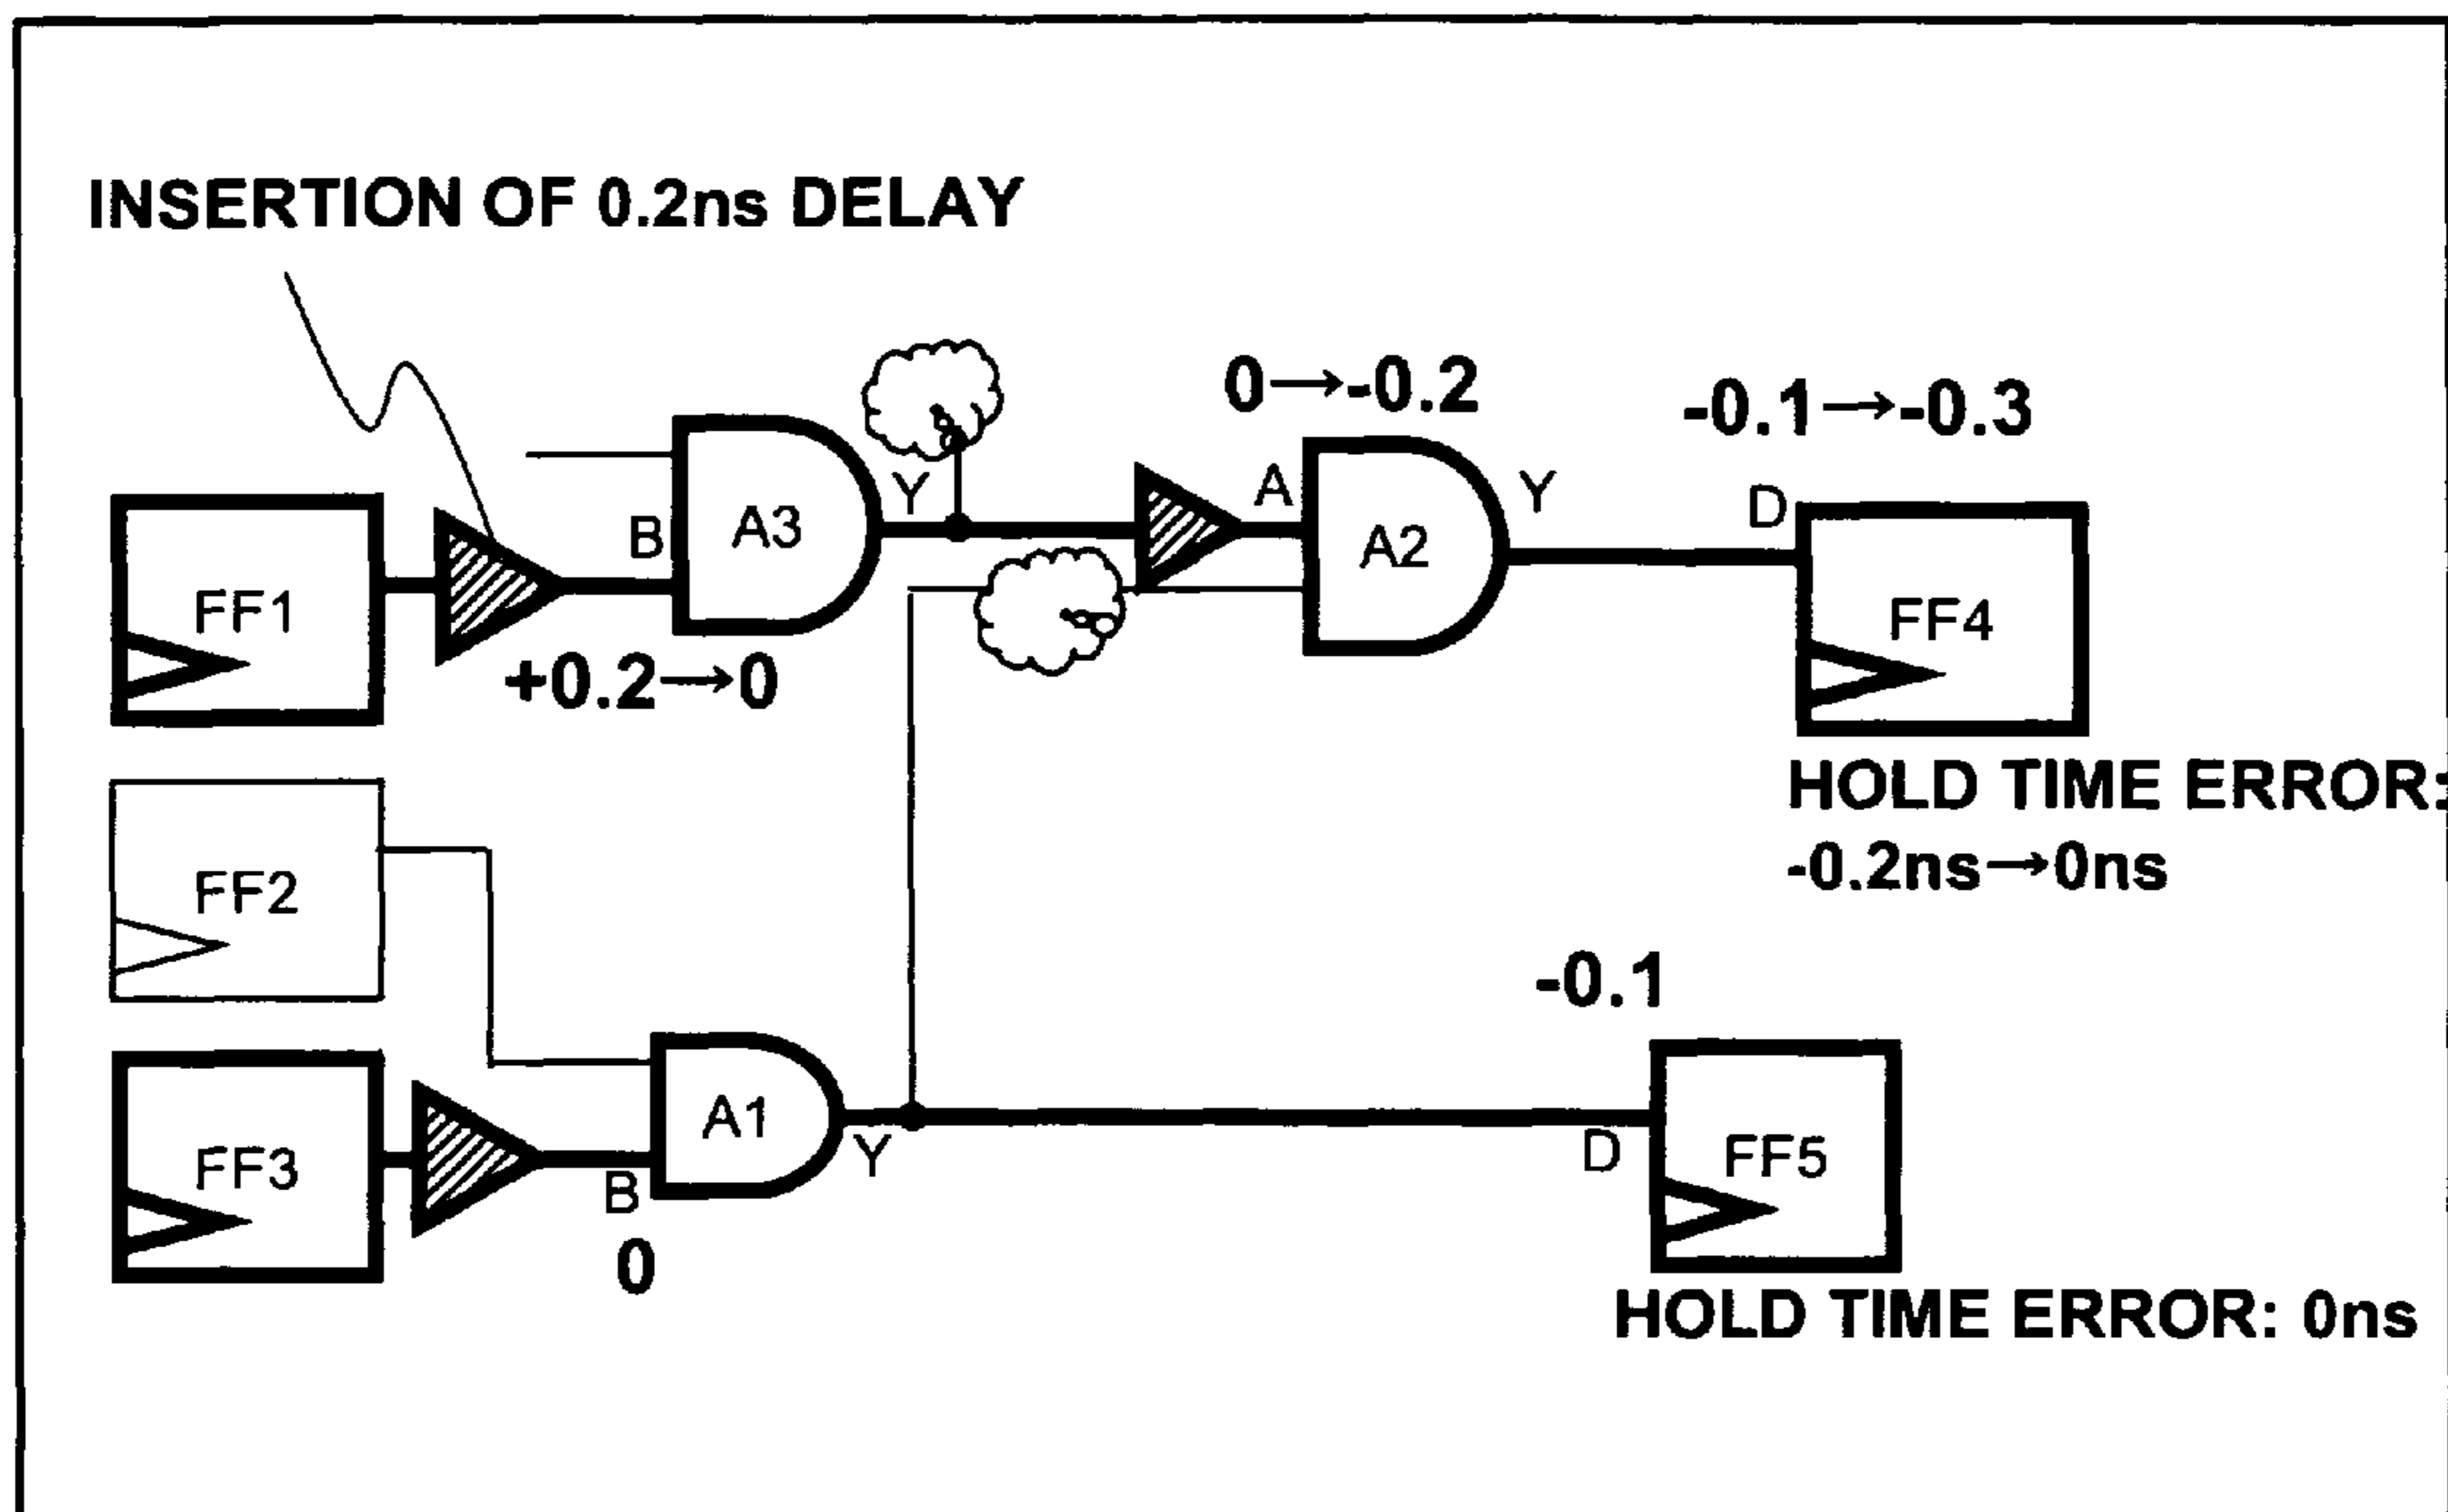 INSERTION OF 0.2ns DELAY
0→-0.2
-0.1→-0.3
Y
A
Y
D
B
A3
A2
FF1
FF4
+0.2→0
HOLD TIME ERROR:
-0.2ns→0ns
FF2
-0.1
A1
Y
D
FF5
FF3
B
0
HOLD TIME ERROR: 0ns